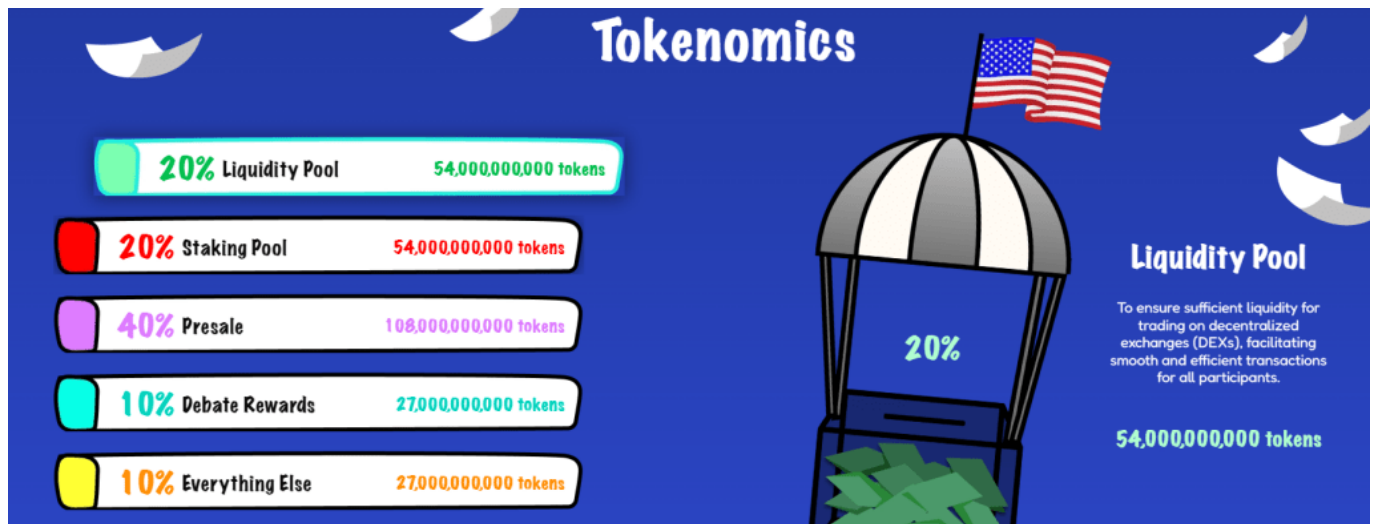 Tokenomics
20% Liquidity Pool 54,000,000,000 tokens
20% Staking Pool 54,000,000,000 tokens
40% Presale 108,000,000,000 tokens
10% Debate Rewards 27,000,000,000 tokens
10% Everything Else 27,000,000,000 tokens
20%
Liquidity Pool
To ensure sufficient liquidity for
trading on decentralized
exchanges (DEXs), facilitating
smooth and efficient transactions
for all participants.
54,000,000,000 tokens